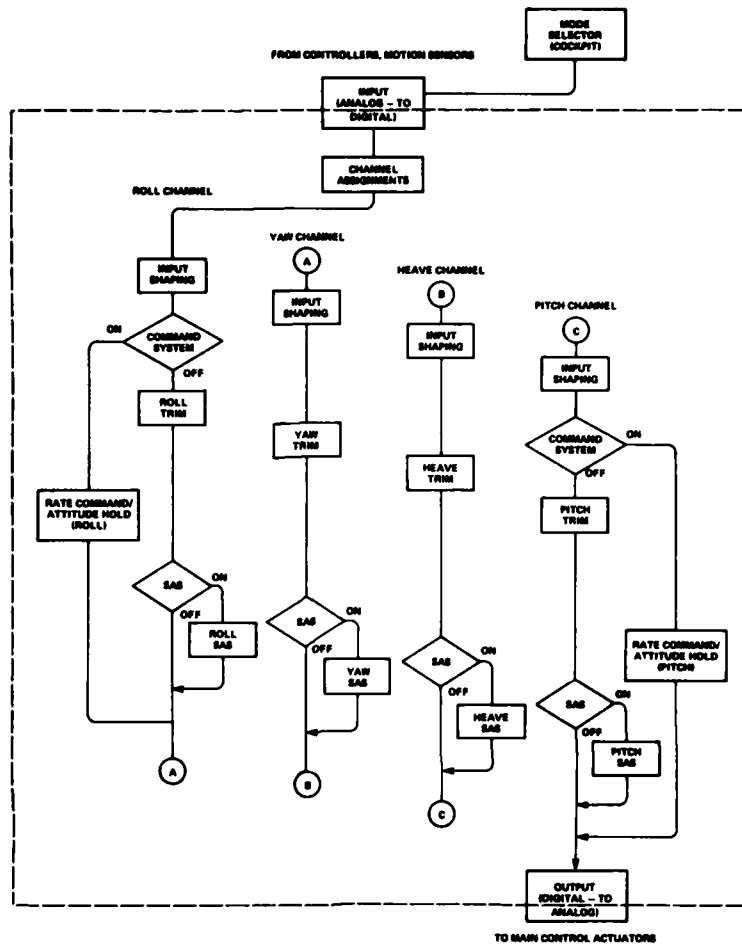 MODE
SELECTOR
(COCKPIT)
FROM CONTROLLERS, MOTION SENSORS
INPUT
(ANALOG – TO
DIGITAL)
CHANNEL
ASSIGNMENTS
ROLL CHANNEL
INPUT
SHAPING
ON
COMMAND
SYSTEM
OFF
ROLL
TRIM
RATE COMMAND/
ATTITUDE HOLD
(ROLL)
SAS
ON
OFF
ROLL
SAS
A
YAW CHANNEL
A
INPUT
SHAPING
YAW
TRIM
SAS
ON
OFF
YAW
SAS
B
HEAVE CHANNEL
B
INPUT
SHAPING
HEAVE
TRIM
SAS
ON
OFF
HEAVE
SAS
C
PITCH CHANNEL
C
INPUT
SHAPING
COMMAND
SYSTEM
ON
OFF
PITCH
TRIM
RATE COMMAND/
ATTITUDE HOLD
(PITCH)
SAS
ON
OFF
PITCH
SAS
OUTPUT
(DIGITAL – TO
ANALOG)
TO MAIN CONTROL ACTUATORS